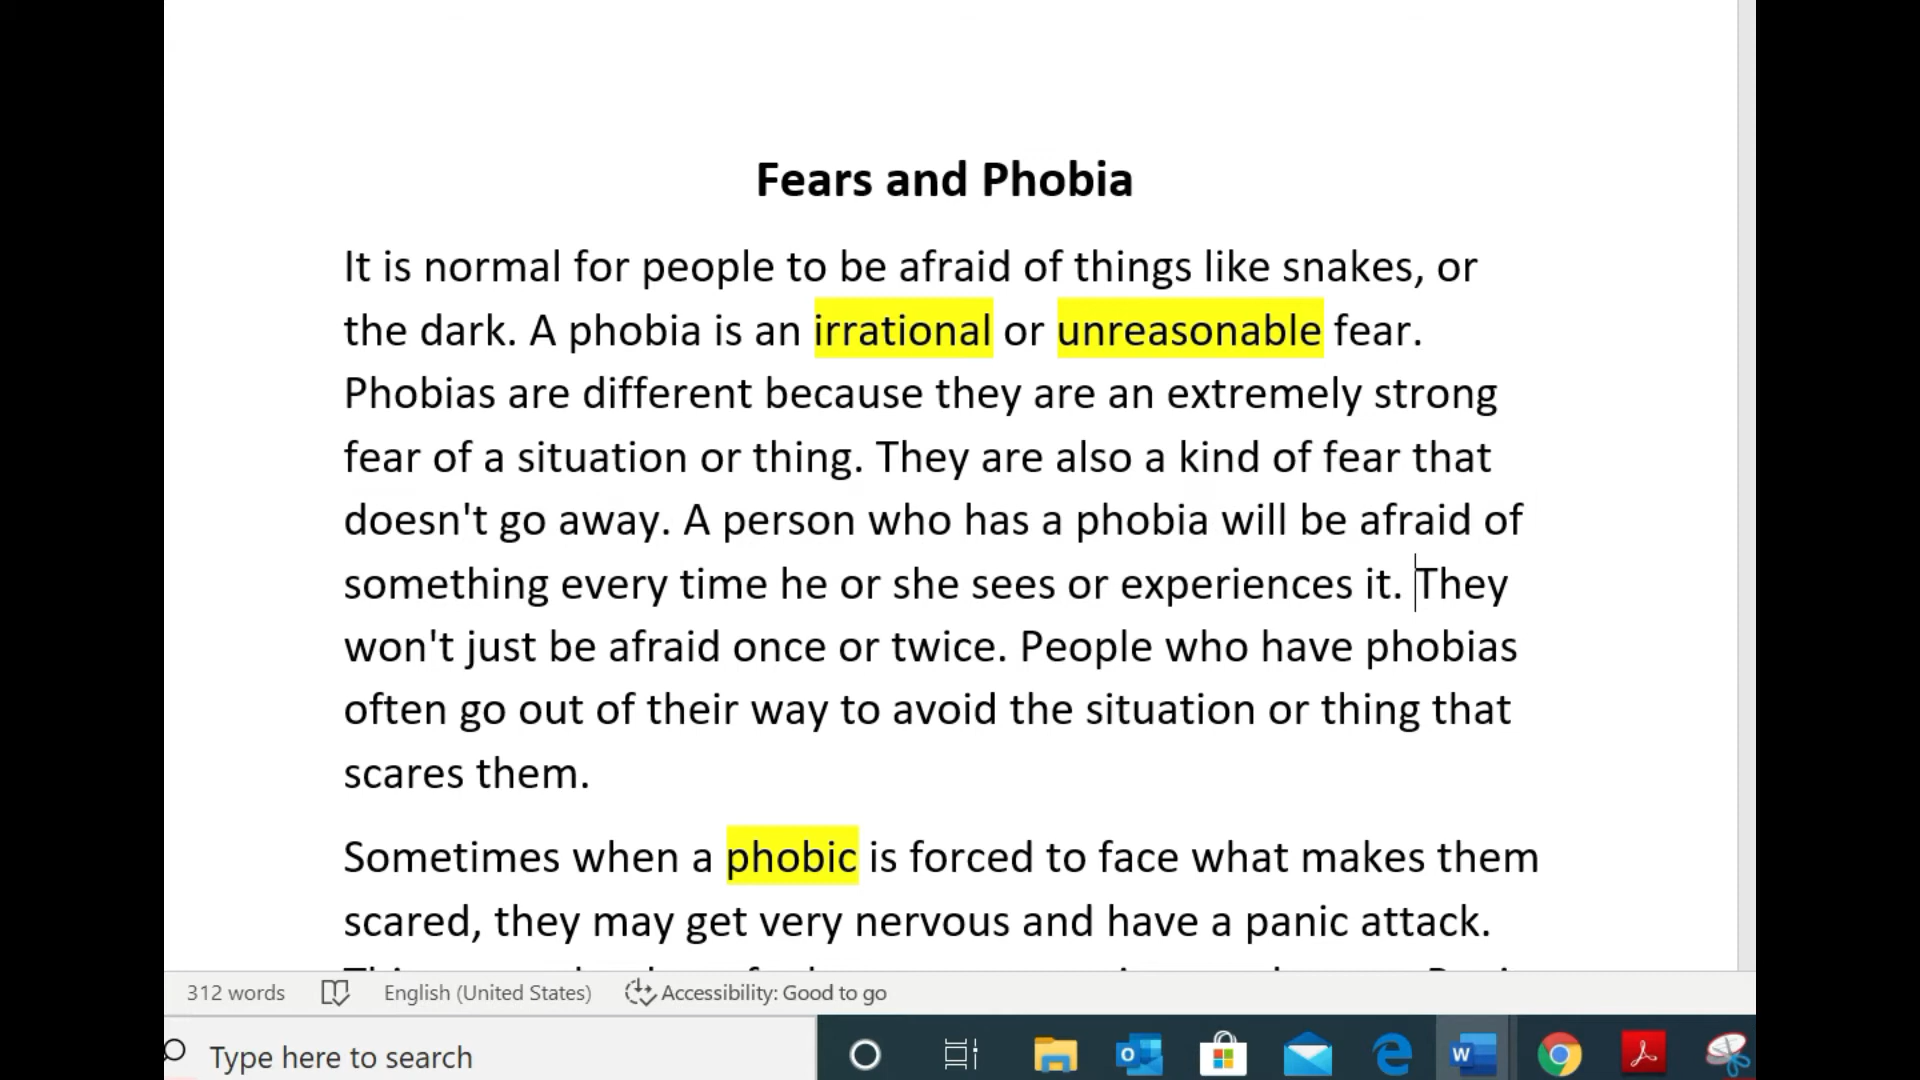 Fears and Phobia
It is normal for people to be afraid of things like snakes, or
the dark. A phobia is an irrational or unreasonable fear.
Phobias are different because they are an extremely strong
fear of a situation or thing. They are also a kind of fear that
doesn't go away. A person who has a phobia will be afraid of
something every time he or she sees or experiences it. They
won't just be afraid once or twice. People who have phobias
often go out of their way to avoid the situation or thing that
scares them.
Sometimes when a phobic is forced to face what makes them
scared, they may get very nervous and have a panic attack.
312 words English (United States) Accessibility: Good to go
Type here to search